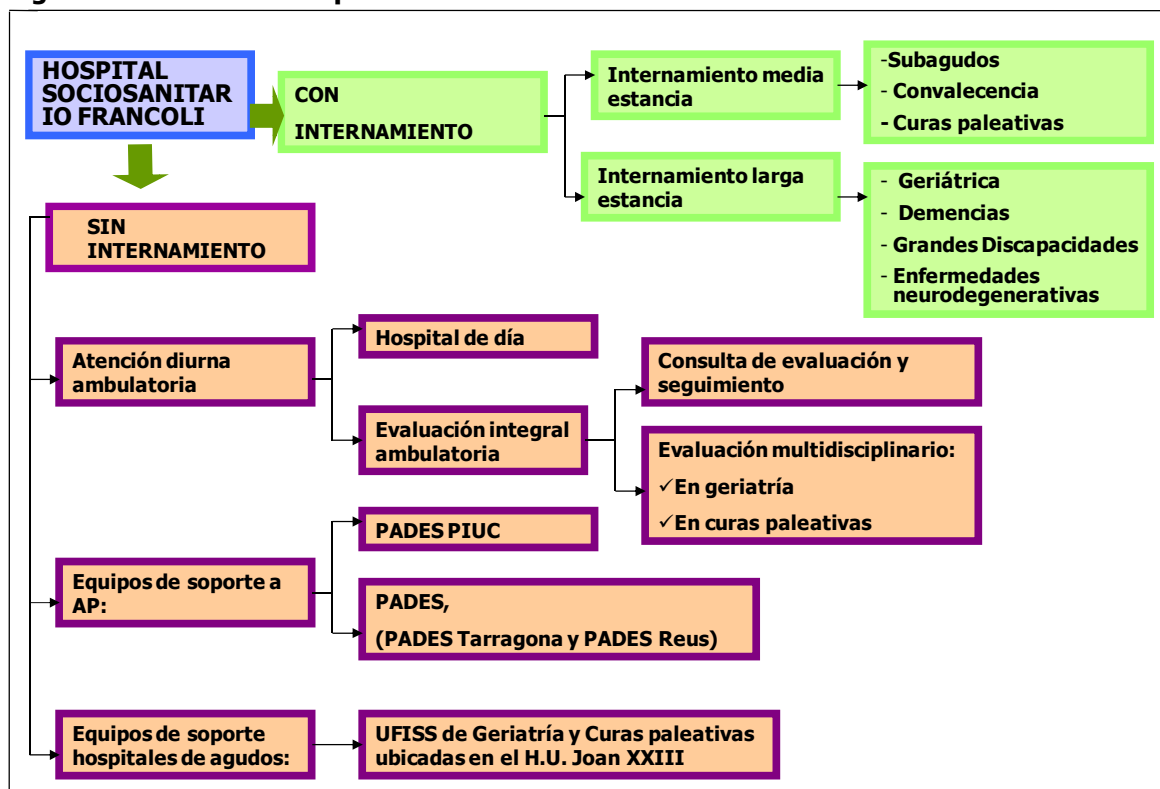 HOSPITAL
SOCIOSANITAR
IO FRANCOLI
CON
INTERNAMIENTO
Internamiento media
estancia
-Subagudos
- Convalecencia
- Curas paleativas
Internamiento larga
estancia
- Geriátrica
- Demencias
- Grandes Discapacidades
- Enfermedades
neurodegenerativas
SIN
INTERNAMIENTO
Atención diurna
ambulatoria
Hospital de día
Evaluación integral
ambulatoria
Consulta de evaluación y
seguimiento
Evaluación multidisciplinario:
✓En geriatría
✓En curas paleativas
Equipos de soporte a
AP:
PADES PIUC
PADES,
(PADES Tarragona y PADES Reus)
Equipos de soporte
hospitales de agudos:
UFISS de Geriatría y Curas paleativas
ubicadas en el H.U. Joan XXIII